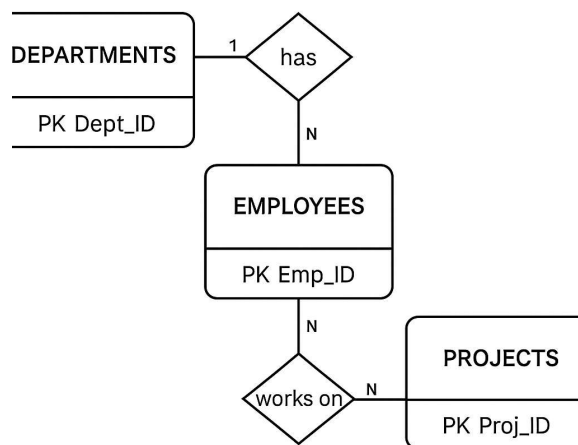 DEPARTMENTS
1
has
PK Dept_ID
N
EMPLOYEES
PK Emp_ID
N
PROJECTS
works on
N
PK Proj_ID